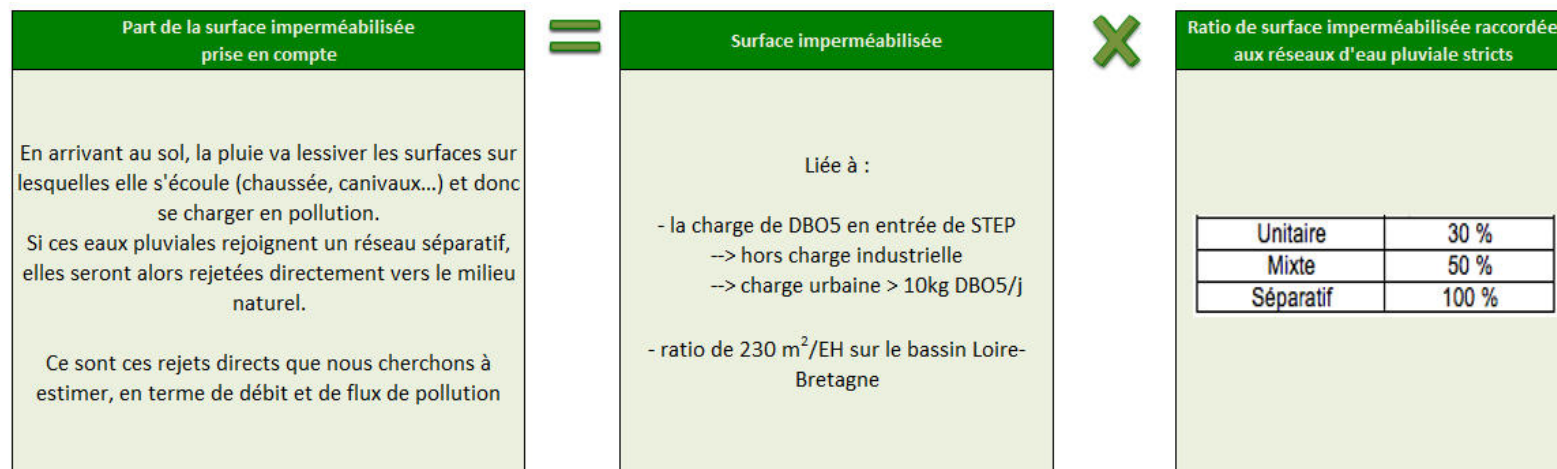 Part de la surface imperméabilisée
prise en compte
En arrivant au sol, la pluie va lessiver les surfaces sur
lesquelles elle s'écoule (chaussée, canivaux...) et donc
se charger en pollution.
Si ces eaux pluviales rejoignent un réseau séparatif,
elles seront alors rejetées directement vers le milieu
naturel.
Ce sont ces rejets directs que nous cherchons à
estimer, en terme de débit et de flux de pollution
=
Surface imperméabilisée
Liée à :
- la charge de DBO5 en entrée de STEP
--> hors charge industrielle
--> charge urbaine > 10kg DBO5/j
- ratio de 230 m²/EH sur le bassin Loire-
Bretagne
×
Ratio de surface imperméabilisée raccordée
aux réseaux d'eau pluviale stricts
Unitaire 30 %
Mixte 50 %
Séparatif 100 %